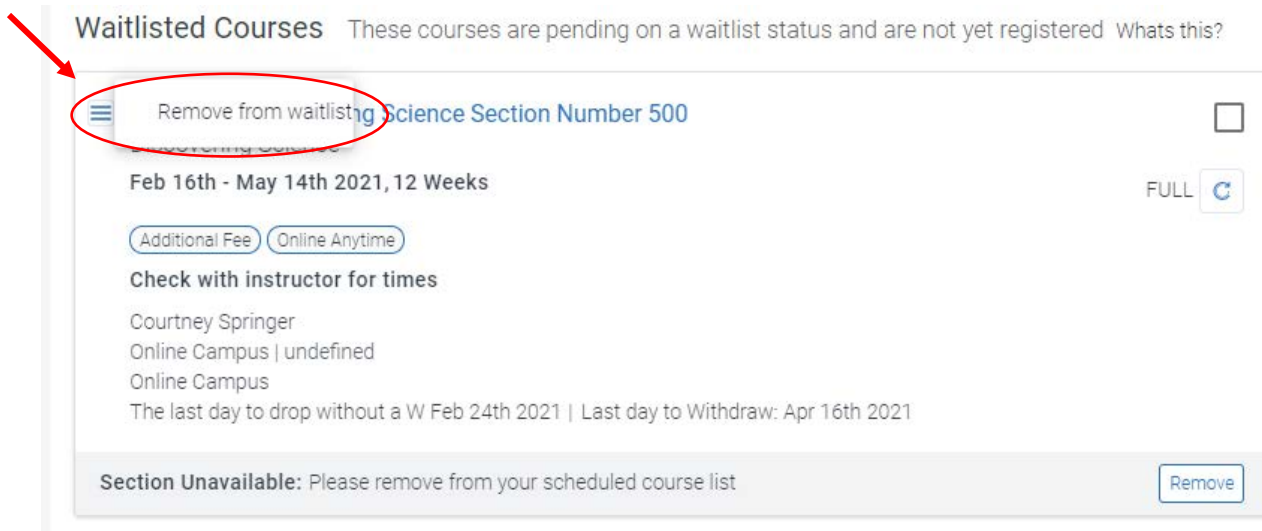 Waitlisted Courses These courses are pending on a waitlist status and are not yet registered Whats this?
Remove from waitlist ng Science Section Number 500
Discovering Science
Feb 16th - May 14th 2021, 12 Weeks
FULL
Additional Fee Online Anytime
Check with instructor for times
Courtney Springer
Online Campus | undefined
Online Campus
The last day to drop without a W Feb 24th 2021 | Last day to Withdraw: Apr 16th 2021
Section Unavailable: Please remove from your scheduled course list Remove